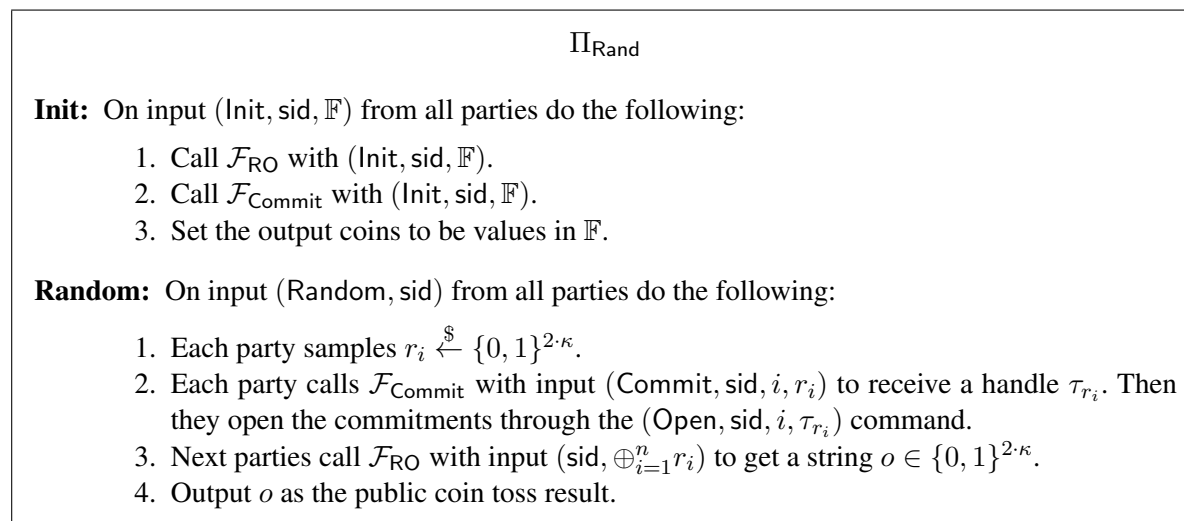 Π_Rand
Init: On input (Init, sid, 𝔽) from all parties do the following:
1. Call ℱ_RO with (Init, sid, 𝔽).
2. Call ℱ_Commit with (Init, sid, 𝔽).
3. Set the output coins to be values in 𝔽.
Random: On input (Random, sid) from all parties do the following:
1. Each party samples r_i ←$ {0, 1}^{2·κ}.
2. Each party calls ℱ_Commit with input (Commit, sid, i, r_i) to receive a handle τ_{r_i}. Then
they open the commitments through the (Open, sid, i, τ_{r_i}) command.
3. Next parties call ℱ_RO with input (sid, ⊕_{i=1}^n r_i) to get a string o ∈ {0, 1}^{2·κ}.
4. Output o as the public coin toss result.